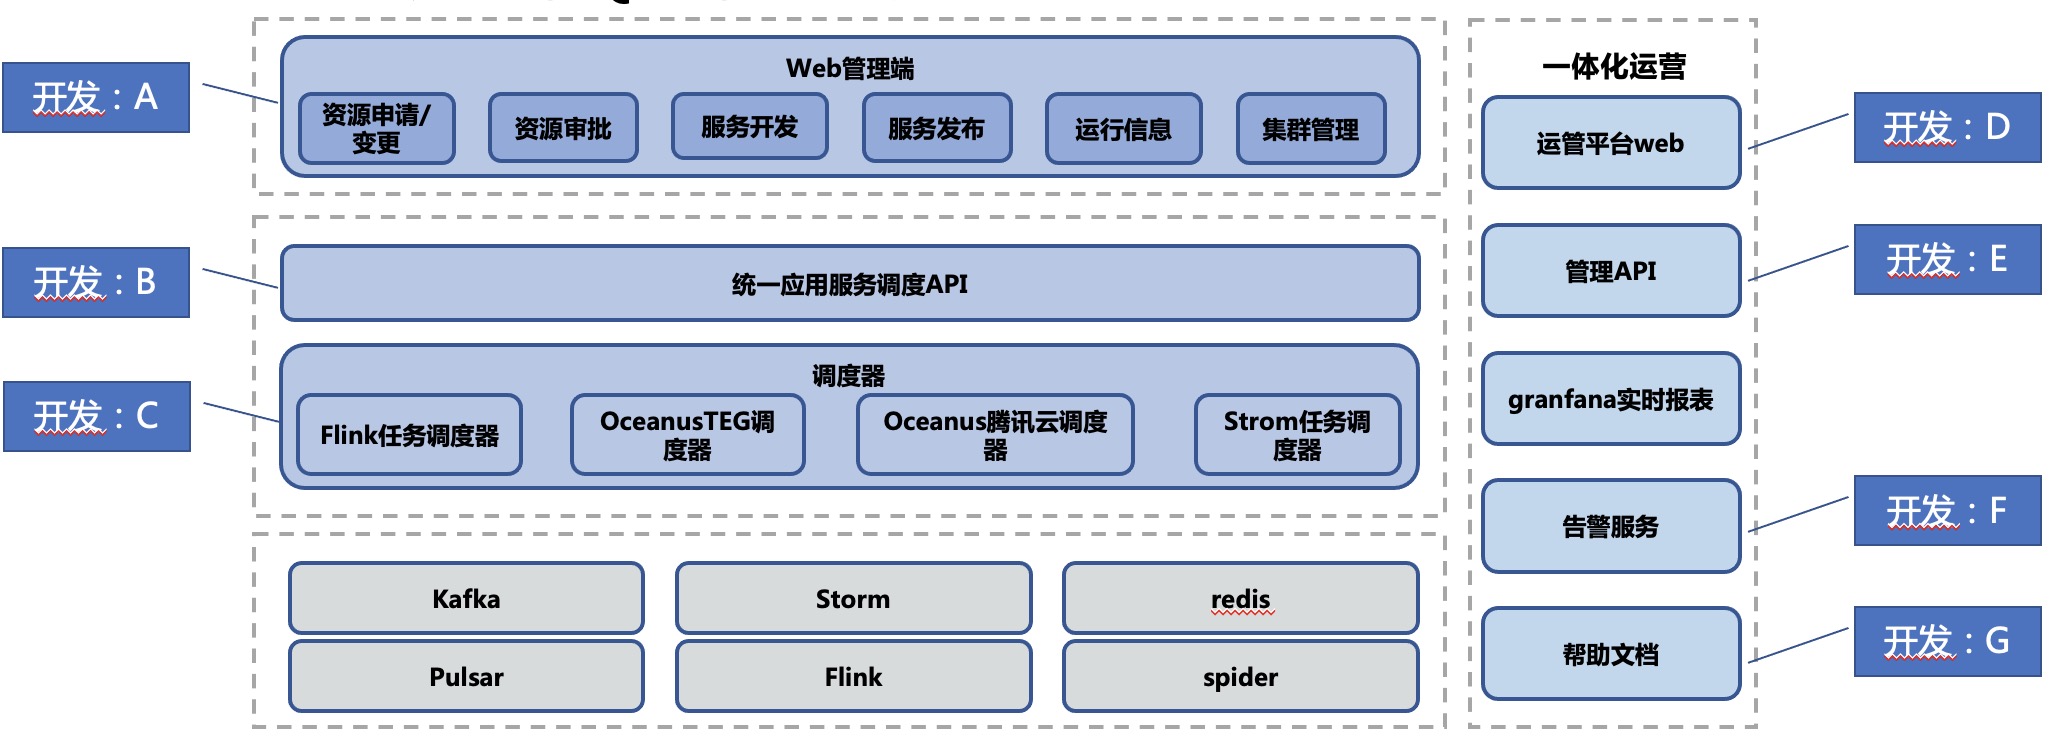 开发：A
Web管理端
资源申请/
变更
资源审批
服务开发
服务发布
运行信息
集群管理
开发：B
统一应用服务调度API
开发：C
调度器
Flink任务调度器
OceanusTEG调
度器
Oceanus腾讯云调度
器
Strom任务调
度器
Kafka
Storm
redis
Pulsar
Flink
spider
一体化运营
运管平台web
开发：D
管理API
开发：E
granfana实时报表
告警服务
开发：F
帮助文档
开发：G